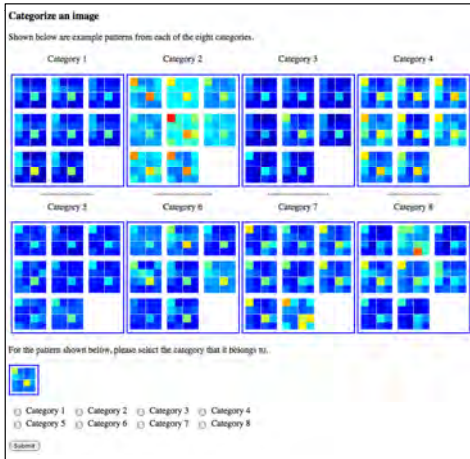 Categorize an image
Shown below are example patterns from each of the eight categories.
Category 1 Category 2 Category 3 Category 4
Category 5 Category 6 Category 7 Category 8
For the pattern shown below, please select the category that it belongs to.
Category 1 Category 2 Category 3 Category 4
Category 5 Category 6 Category 7 Category 8
Submit